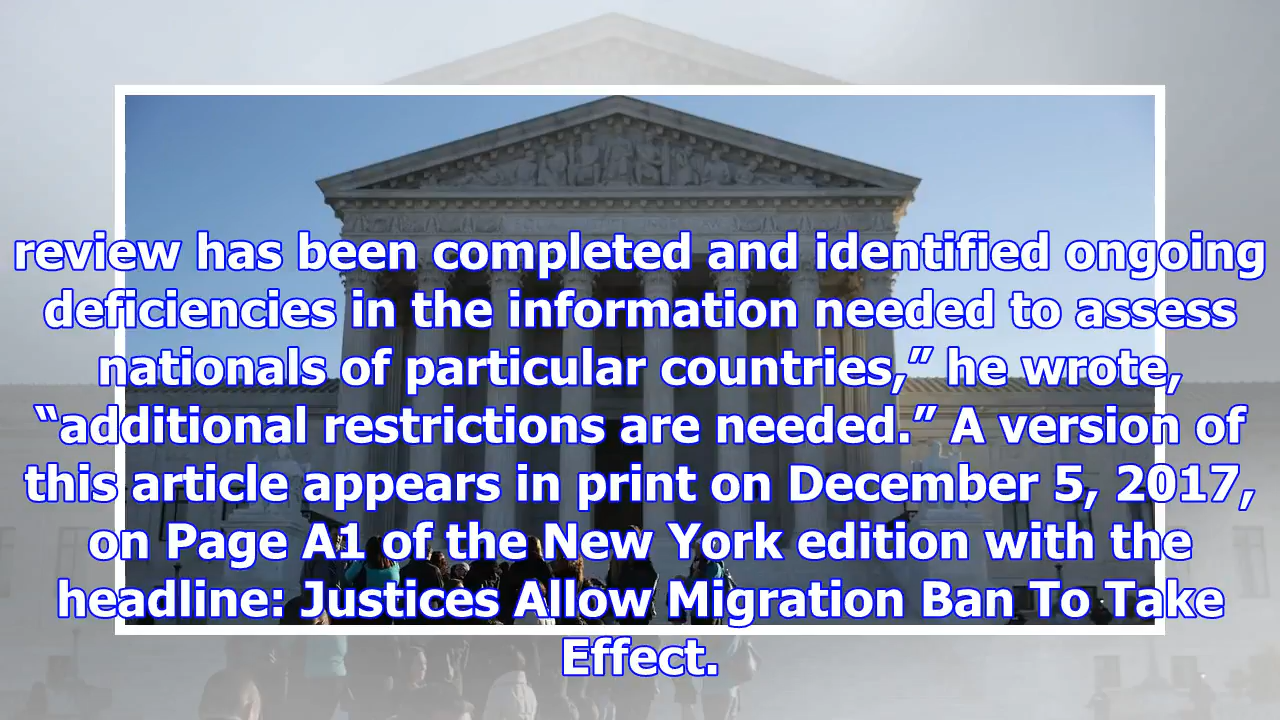 review has been completed and identified ongoing
deficiencies in the information needed to assess
nationals of particular countries,” he wrote,
“additional restrictions are needed.” A version of
this article appears in print on December 5, 2017,
on Page A1 of the New York edition with the
headline: Justices Allow Migration Ban To Take
Effect.